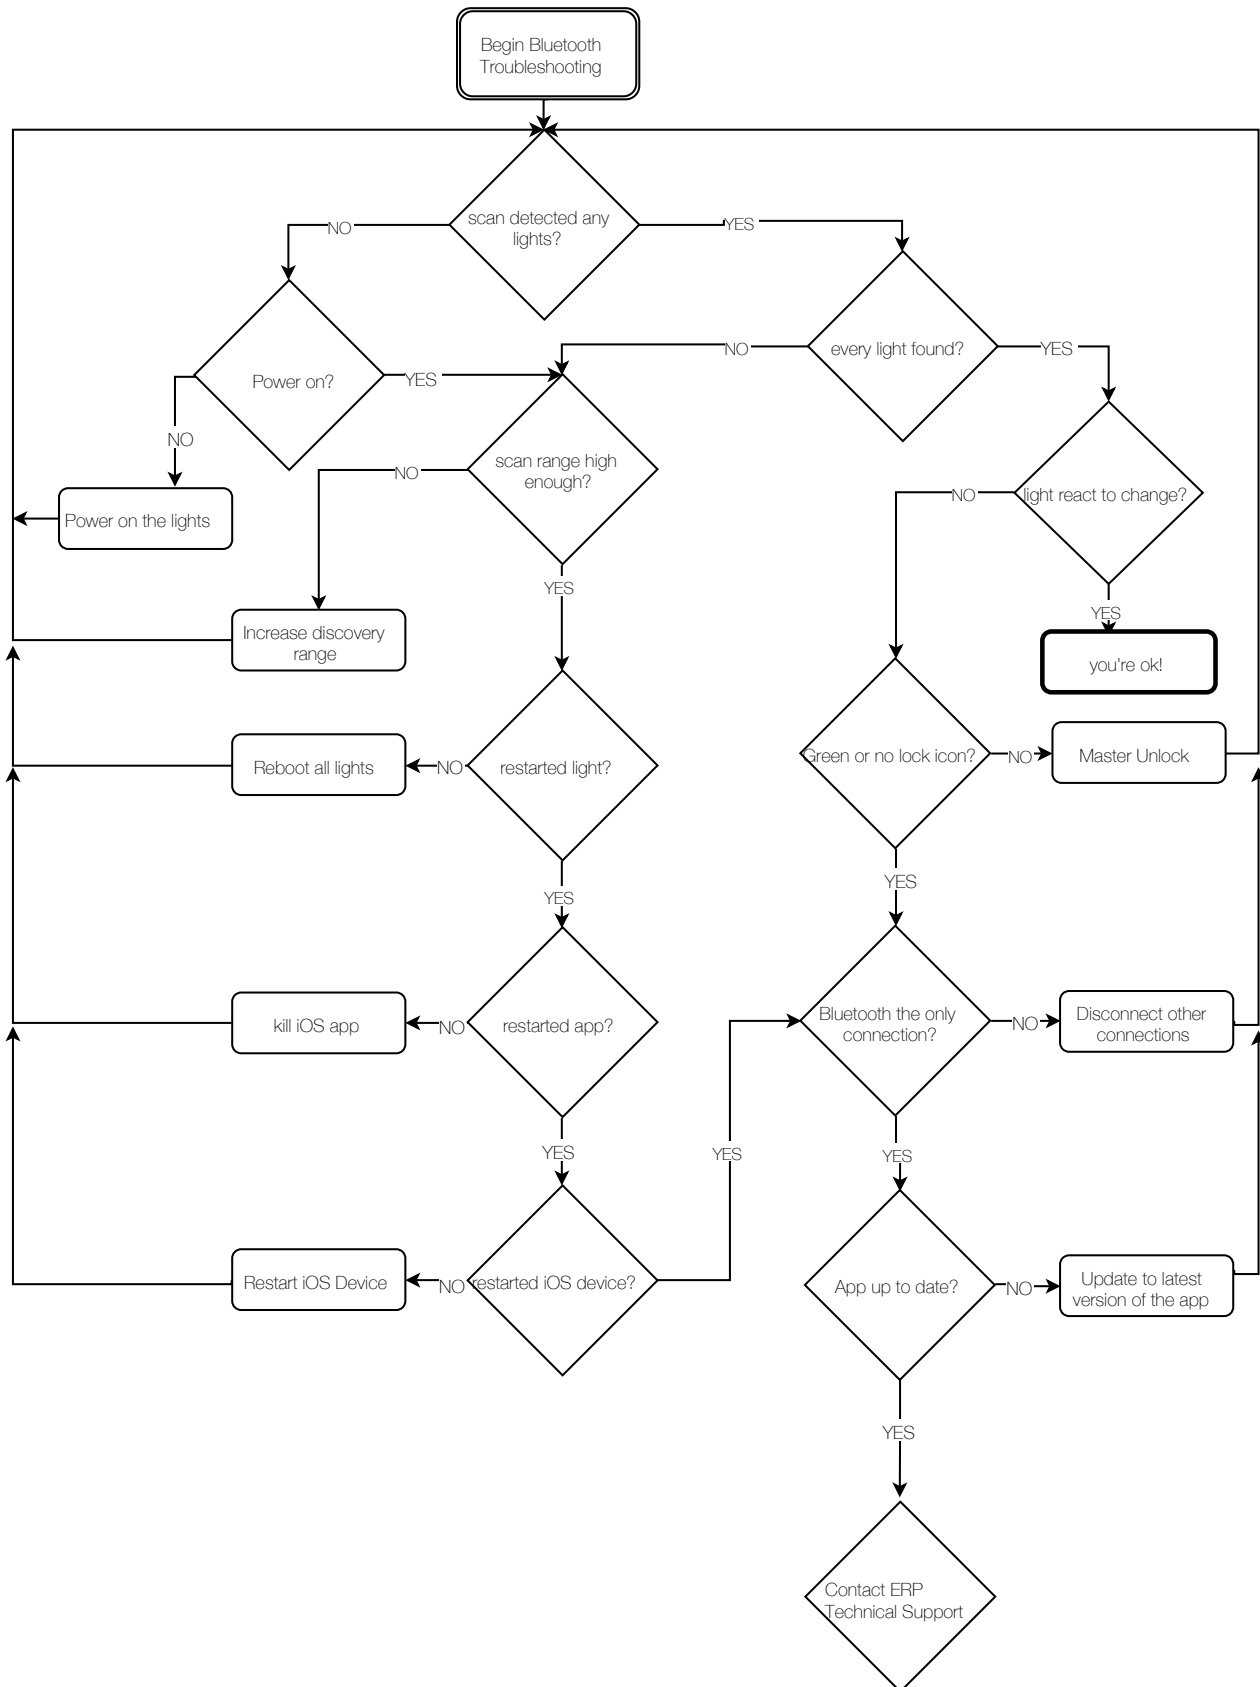 Begin Bluetooth
Troubleshooting
scan detected any
lights?
NO
YES
every light found?
NO
YES
Power on?
YES
NO
scan range high
enough?
NO
light react to change?
NO
Power on the lights
YES
YES
Increase discovery
range
you're ok!
Green or no lock icon?
NO
Master Unlock
Reboot all lights
NO
restarted light?
YES
YES
kill iOS app
NO
restarted app?
Bluetooth the only
connection?
NO
Disconnect other
connections
YES
YES
YES
Restart iOS Device
NO
restarted iOS device?
App up to date?
NO
Update to latest
version of the app
YES
Contact ERP
Technical Support